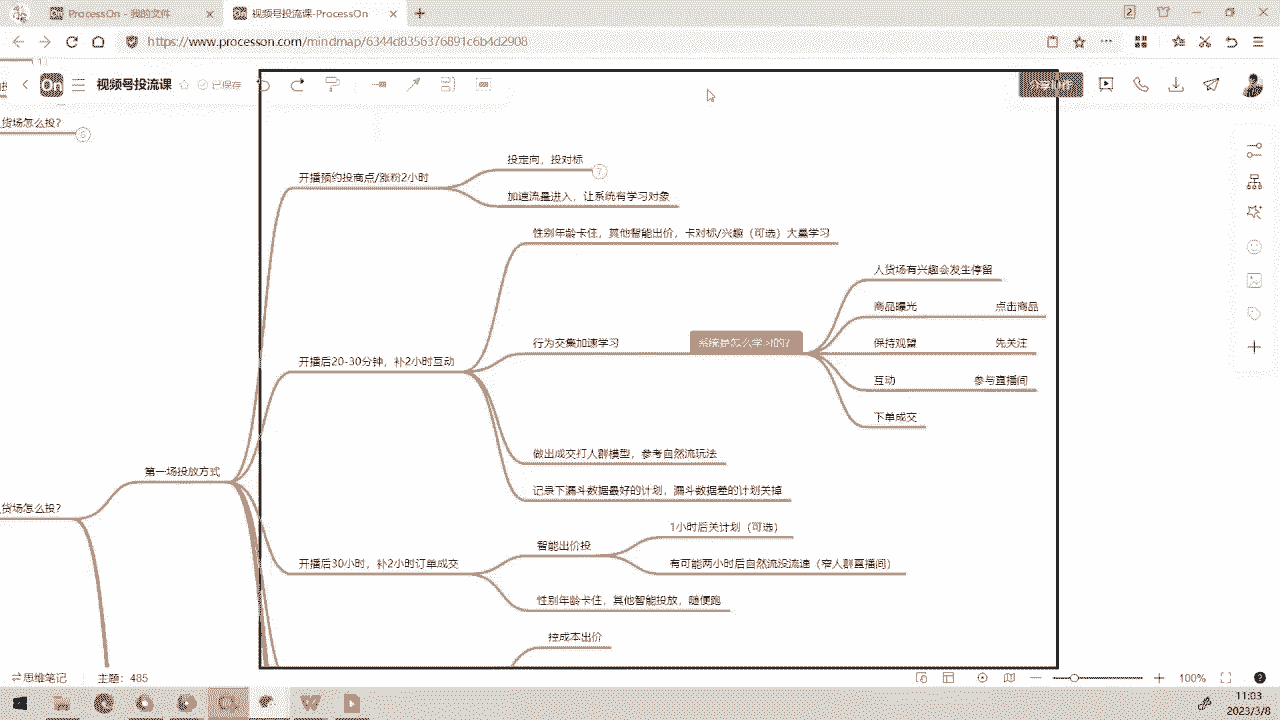 ProcessOn - 我的文件
视频号投流课-ProcessOn
2
https://www.processon.com/mindmap/6344d8356376891c6b4d2908
视频号投流课
已保存
货场怎么投?
6
开播预约投商点/涨粉2小时
投定向，投对标
7
加速流量进入，让系统有学习对象
性别年龄卡住，其他智能出价，卡对标/兴趣（可选）大量学习
人货场有兴趣会发生停留
商品曝光
点击商品
开播后20-30分钟，补2小时互动
行为交集加速学习
系统是怎么学习的?
保持观望
先关注
互动
参与直播间
下单成交
做出成交打人群模型，参考自然流玩法
第一场投放方式
记录下漏斗数据最好的计划，漏斗数据差的计划关掉
货场怎么投?
1小时后关计划（可选）
智能出价投
开播后30小时，补2小时订单成交
有可能两小时后自然流没流速（窄人群直播间）
性别年龄卡住，其他智能投放，随便跑
控成本出价
思维笔记
主题：485
100%
11:03
2023/3/8